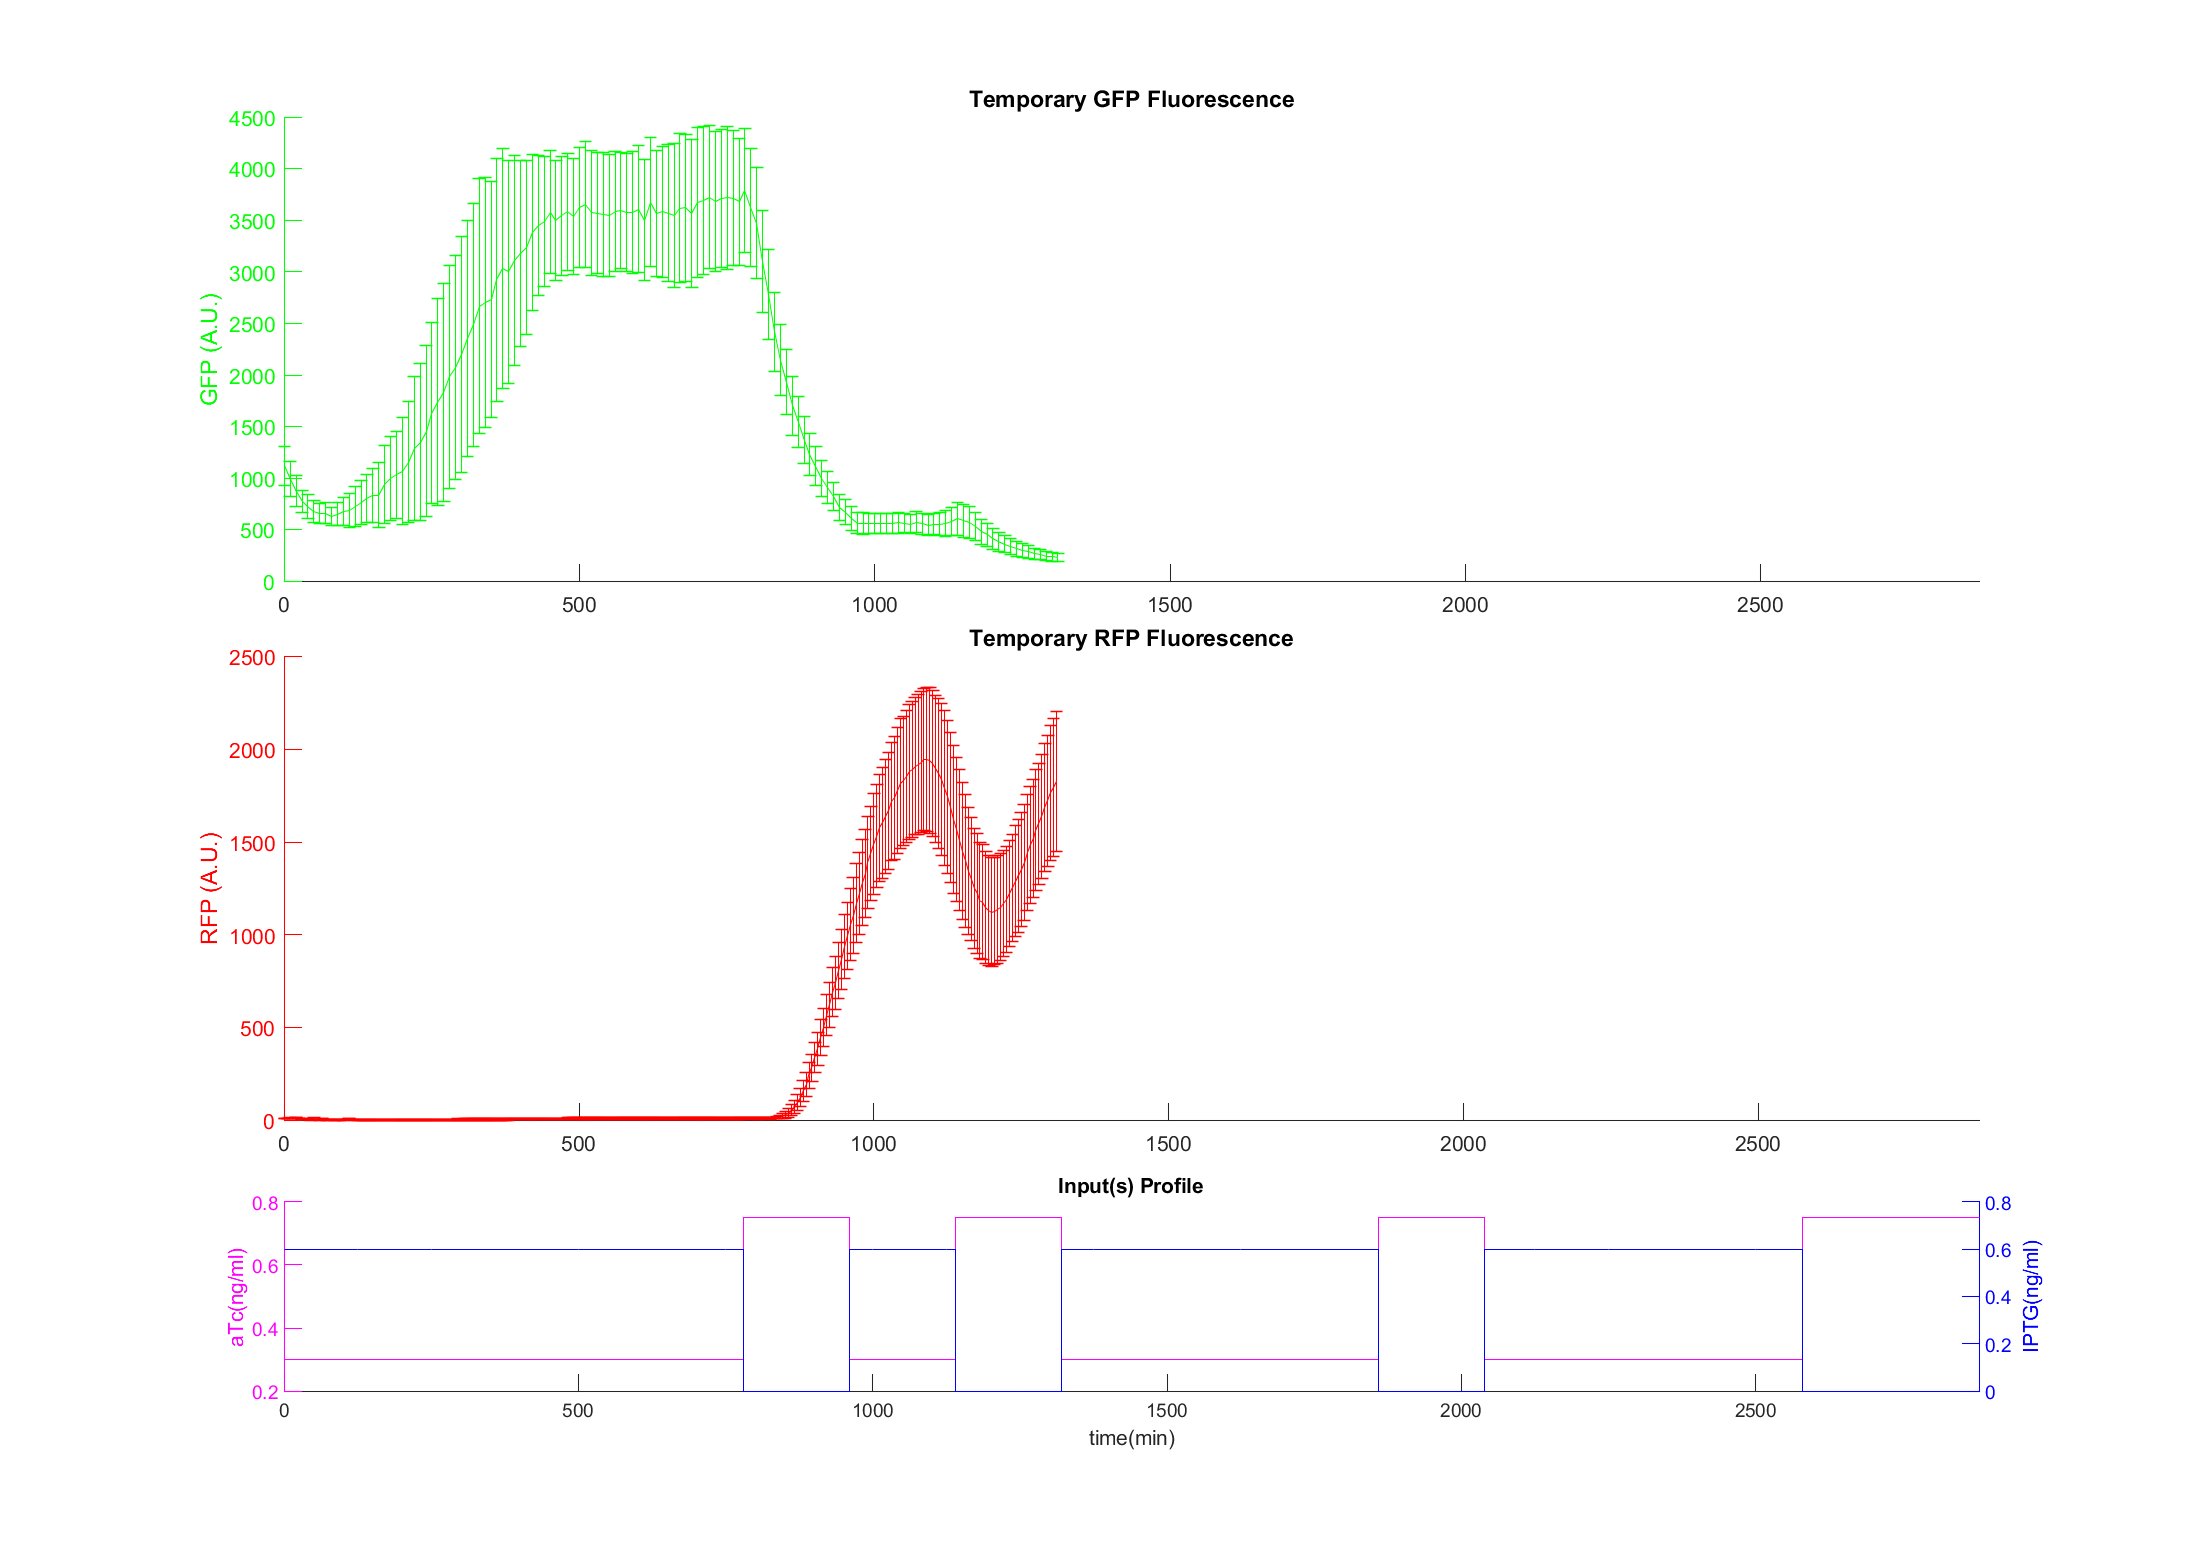 Temporary GFP Fluorescence
4500
4000
3500
3000
2500
2000
1500
1000
500
0
GFP (A.U.)
0 500 1000 1500 2000 2500
Temporary RFP Fluorescence
2500
2000
1500
1000
500
0
RFP (A.U.)
0 500 1000 1500 2000 2500
Input(s) Profile
0.8
0.6
0.4
0.2
aTc(ng/ml)
0.8
0.6
0.4
0.2
0
IPTG(ng/ml)
0 500 1000 1500 2000 2500
time(min)